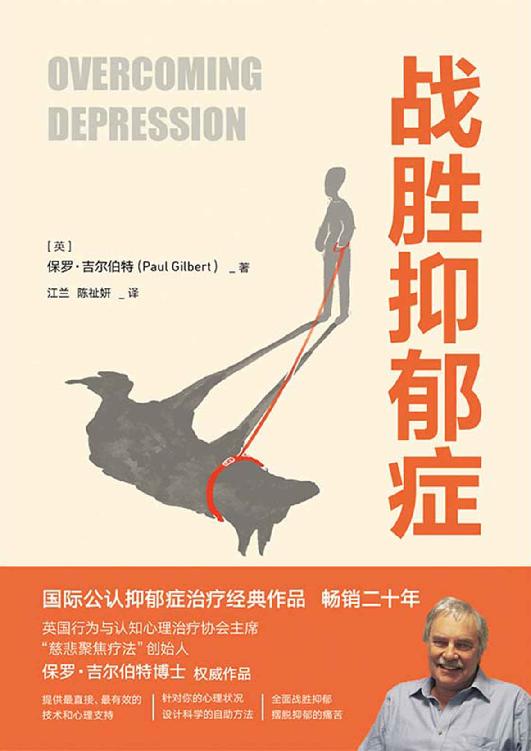 OVERCOMING
DEPRESSION
战胜抑郁症
[英]
保罗·吉尔伯特(Paul Gilbert) _著
江兰 陈祉妍 _译
国际公认抑郁症治疗经典作品 畅销二十年
英国行为与认知心理治疗协会主席
“慈悲聚焦疗法”创始人
保罗·吉尔伯特博士 权威作品
提供最直接、最有效的
技术和心理支持
针对你的心理状况
设计科学的自助方法
全面战胜抑郁
摆脱抑郁的痛苦